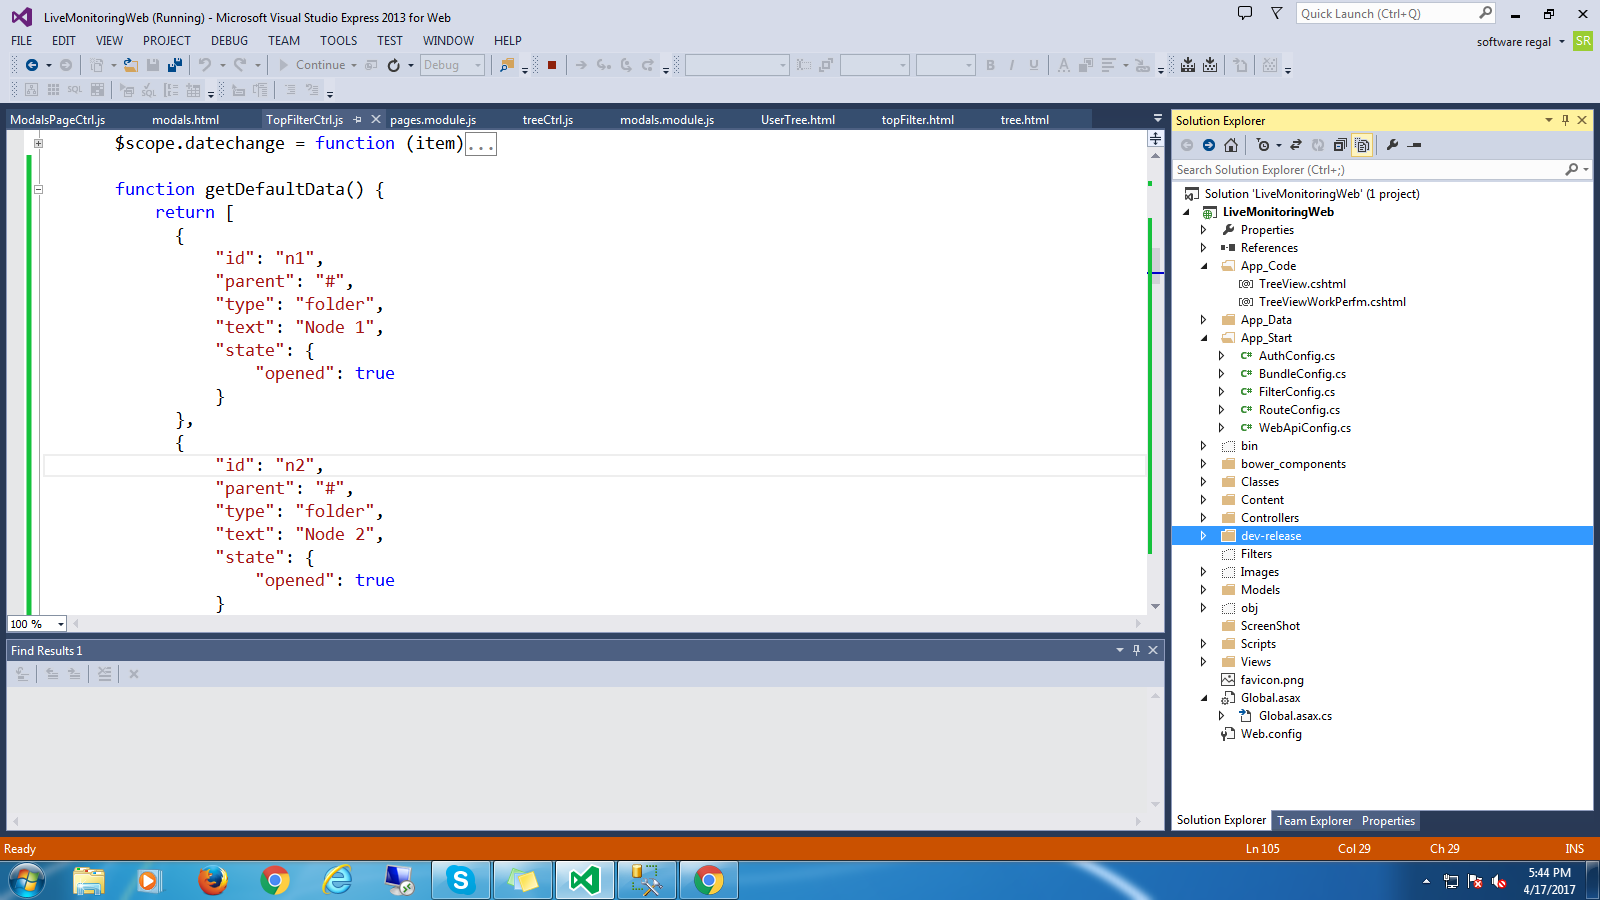 LiveMonitoringWeb (Running) - Microsoft Visual Studio Express 2013 for Web
Quick Launch (Ctrl+Q)
FILE EDIT VIEW PROJECT DEBUG TEAM TOOLS TEST WINDOW HELP
software regal SR
Continue Debug
SQL
ModalsPageCtrl.js modals.html TopFilterCtrl.js pages.module.js treeCtrl.js modals.module.js UserTree.html topFilter.html tree.html
$scope.datechange = function (item)...
function getDefaultData() {
return [
{
"id": "n1",
"parent": "#",
"type": "folder",
"text": "Node 1",
"state": {
"opened": true
}
},
{
"id": "n2",
"parent": "#",
"type": "folder",
"text": "Node 2",
"state": {
"opened": true
}
100 %
Find Results 1
Solution Explorer
Search Solution Explorer (Ctrl+;)
Solution 'LiveMonitoringWeb' (1 project)
LiveMonitoringWeb
Properties
References
App_Code
TreeView.cshtml
TreeViewWorkPerfm.cshtml
App_Data
App_Start
C# AuthConfig.cs
C# BundleConfig.cs
C# FilterConfig.cs
C# RouteConfig.cs
C# WebApiConfig.cs
bin
bower_components
Classes
Content
Controllers
dev-release
Filters
Images
Models
obj
ScreenShot
Scripts
Views
favicon.png
Global.asax
Global.asax.cs
Web.config
Solution Explorer Team Explorer Properties
Ready Ln 105 Col 29 Ch 29 INS
5:44 PM
4/17/2017